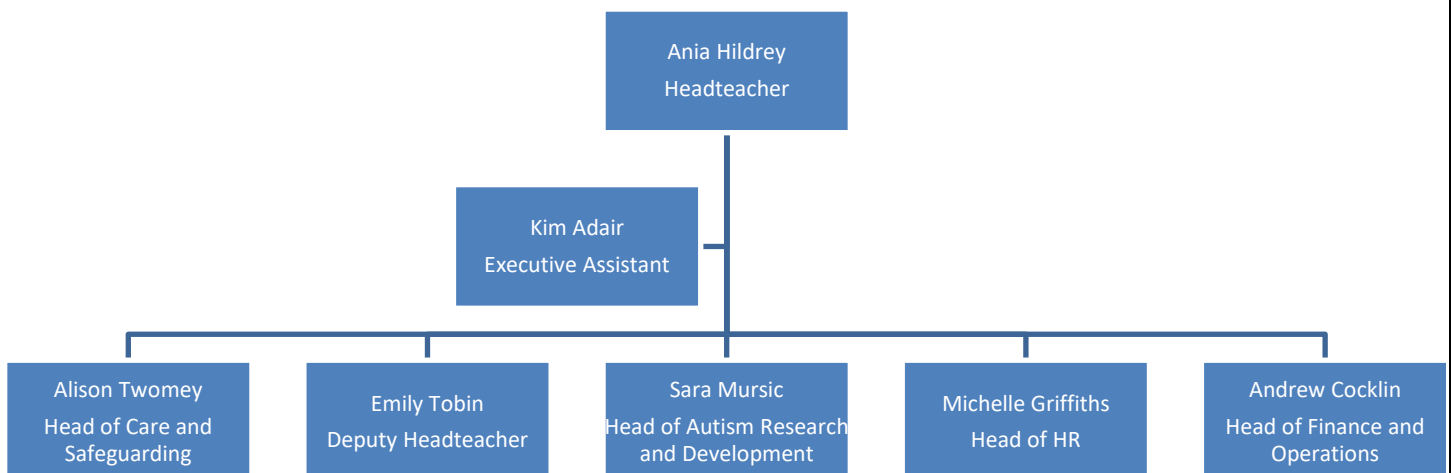 Ania Hildrey
Headteacher
Kim Adair
Executive Assistant
Alison Twomey
Head of Care and
Safeguarding
Emily Tobin
Deputy Headteacher
Sara Mursic
Head of Autism Research
and Development
Michelle Griffiths
Head of HR
Andrew Cocklin
Head of Finance and
Operations